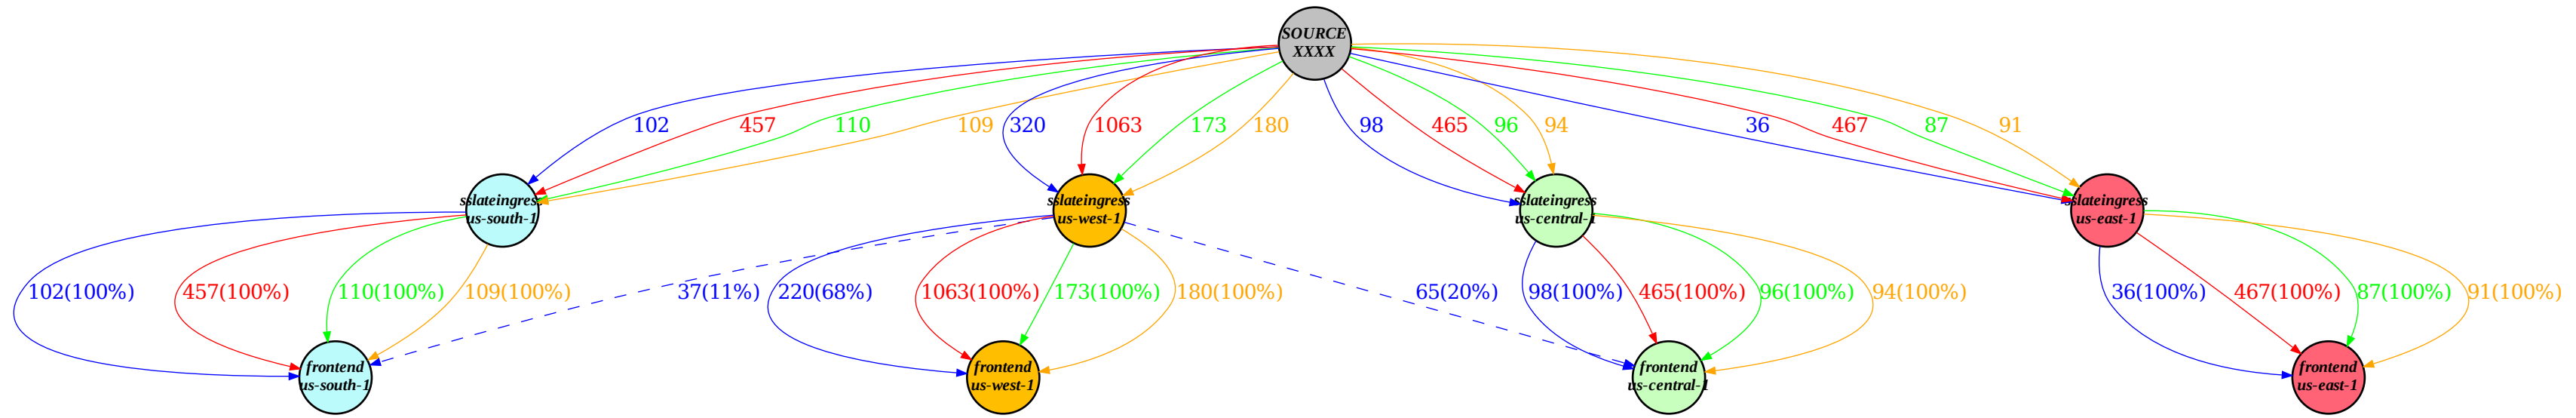 SOURCE
XXXX
102
457
110
109
320
1063
173
180
98
465
96
94
36
467
87
91
sslateingress
us-south-1
sslateingress
us-west-1
sslateingress
us-central-1
sslateingress
us-east-1
102(100%)
457(100%)
110(100%)
109(100%)
37(11%)
220(68%)
1063(100%)
173(100%)
180(100%)
65(20%)
98(100%)
465(100%)
96(100%)
94(100%)
36(100%)
467(100%)
87(100%)
91(100%)
frontend
us-south-1
frontend
us-west-1
frontend
us-central-1
frontend
us-east-1